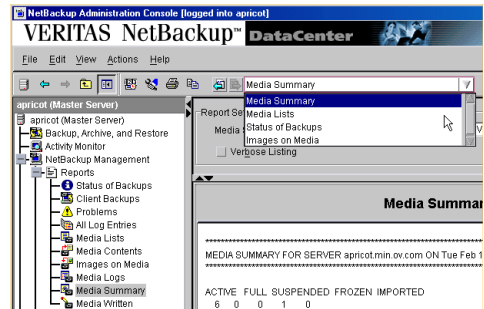 NetBackup Administration Console [logged into apricot]
VERITAS NetBackup™ DataCenter
File Edit View Actions Help
Media Summary
apricot (Master Server)
apricot (Master Server)
Backup, Archive, and Restore
Activity Monitor
NetBackup Management
Reports
Status of Backups
Client Backups
Problems
All Log Entries
Media Lists
Media Contents
Images on Media
Media Logs
Media Summary
Media Written
Media Summary
Media Lists
Status of Backups
Images on Media
Report Se
Media
V
Verbose Listing
Media Summa
MEDIA SUMMARY FOR SERVER apricot.min.ov.com ON Tue Feb 1
ACTIVE FULL SUSPENDED FROZEN IMPORTED
6 0 0 1 0